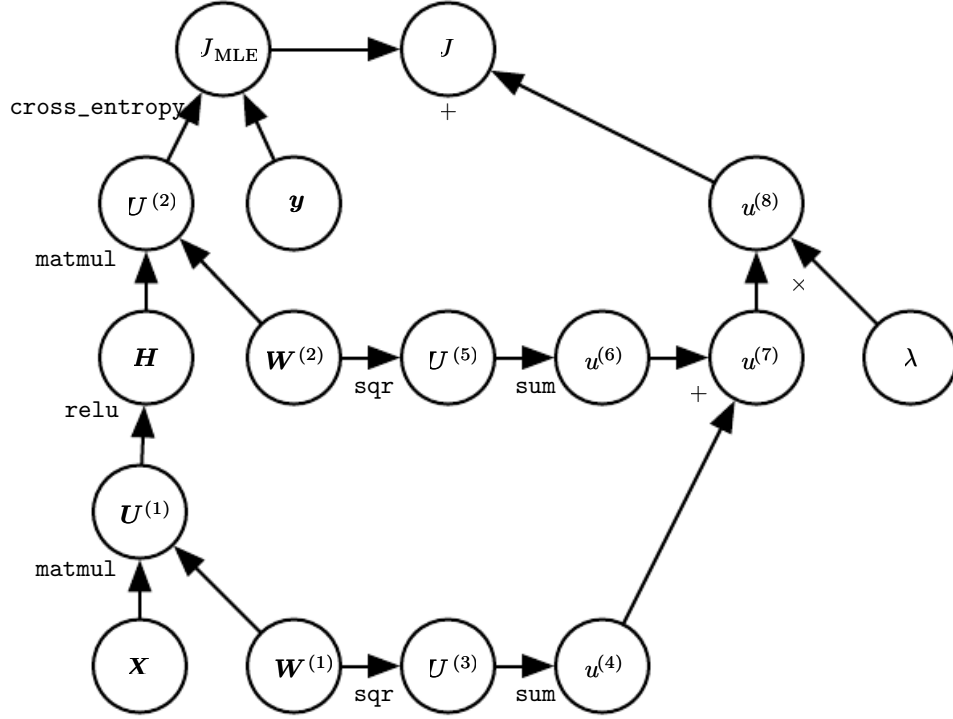 J_MLE J
cross_entropy +
U^(2) y u^(8)
matmul ×
H W^(2) U^(5) u^(6) u^(7) λ
sqr sum +
relu
U^(1)
matmul
X W^(1) U^(3) u^(4)
sqr sum